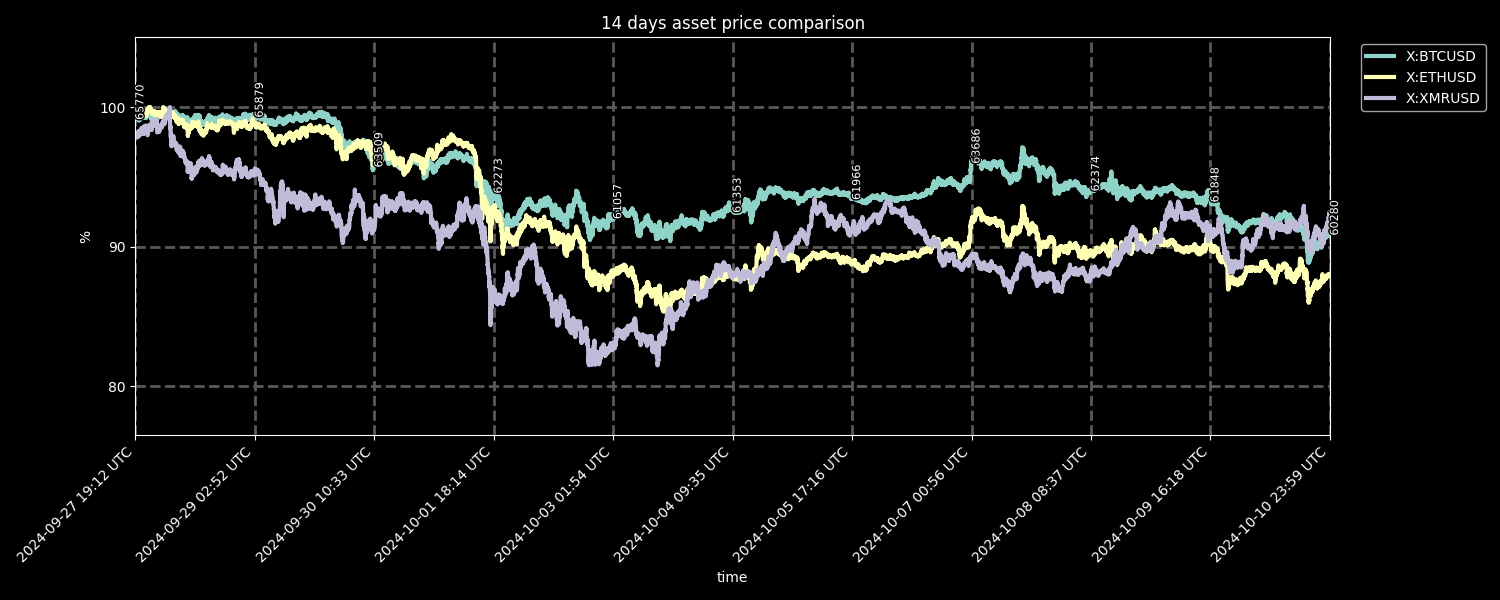 14 days asset price comparison
X:BTCUSD
X:ETHUSD
X:XMRUSD
100
90
80
%
65770
65879
63509
62273
61057
61353
61966
63686
62374
61848
60280
2024-09-27 19:12 UTC
2024-09-29 02:52 UTC
2024-09-30 10:33 UTC
2024-10-01 18:14 UTC
2024-10-03 01:54 UTC
2024-10-04 09:35 UTC
2024-10-05 17:16 UTC
2024-10-07 00:56 UTC
2024-10-08 08:37 UTC
2024-10-09 16:18 UTC
2024-10-10 23:59 UTC
time